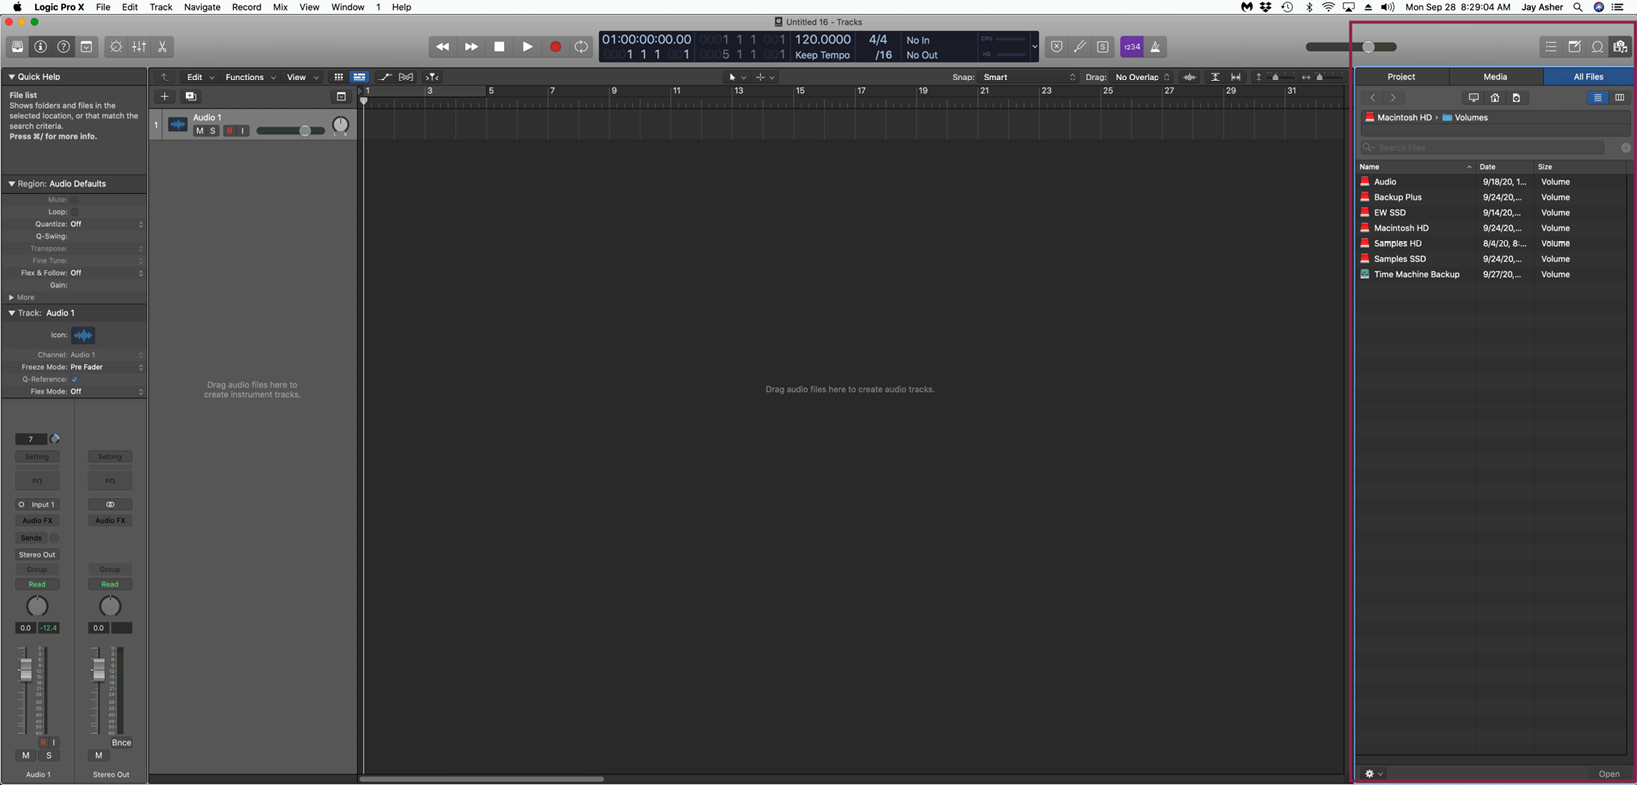 Logic Pro X File Edit Track Navigate Record Mix View Window 1 Help
Mon Sep 28 8:29:04 AM Jay Asher
Untitled 16 - Tracks
01:00:00:00.00
0001 1 1 001
120.0000
4/4
No In
CPU
0001 1 1 001
0005 1 1 001
Keep Tempo
/16
No Out
HD
S
1234
Quick Help
File list
Shows folders and files in the
selected location, or that match the
search criteria.
Press ⌘/ for more info.
Region: Audio Defaults
Mute:
Loop:
Quantize: Off
Q-Swing:
Transpose:
Fine Tune:
Flex & Follow: Off
Gain:
More
Track: Audio 1
Icon:
Channel: Audio 1
Freeze Mode: Pre Fader
Q-Reference:
Flex Mode: Off
7
Setting Setting
EQ EQ
Input 1
Audio FX Audio FX
Sends
Stereo Out
Group Group
Read Read
0.0 -12.4 0.0
R I
Bnce
M S M
Audio 1 Stereo Out
Edit Functions View
Snap: Smart
Drag: No Overlap
1 3 5 7 9 11 13 15 17 19 21 23 25 27 29 31
1
Audio 1
M S R I
L R
Drag audio files here to
create instrument tracks.
Drag audio files here to create audio tracks.
Project Media All Files
Macintosh HD › Volumes
Search Files
Name Date Size
Audio 9/18/20, 1... Volume
Backup Plus 9/24/20,... Volume
EW SSD 9/14/20,... Volume
Macintosh HD 9/24/20,... Volume
Samples HD 8/4/20, 8:... Volume
Samples SSD 9/24/20,... Volume
Time Machine Backup 9/27/20,... Volume
Open